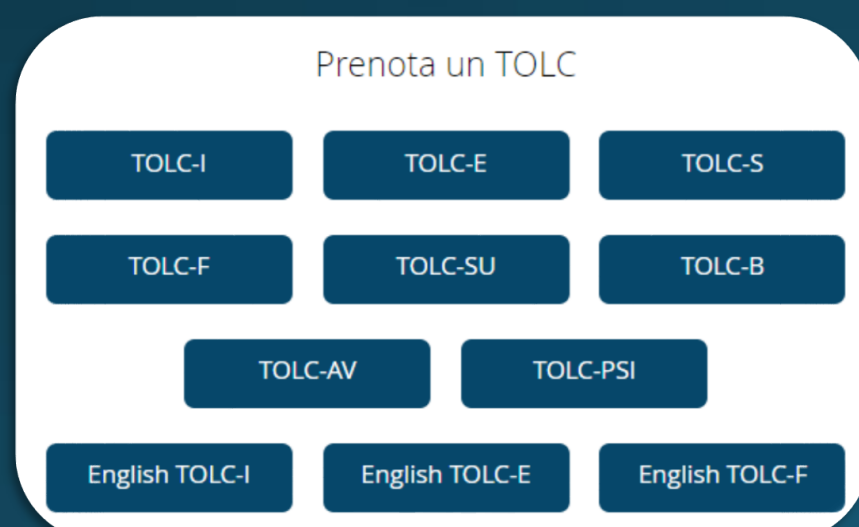 Prenota un TOLC
TOLC-I TOLC-E TOLC-S
TOLC-F TOLC-SU TOLC-B
TOLC-AV TOLC-PSI
English TOLC-I English TOLC-E English TOLC-F